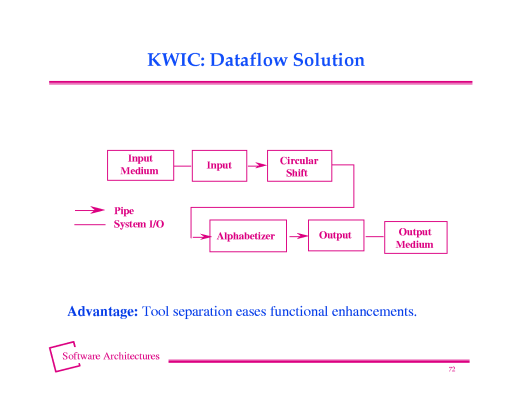 KWIC: Dataflow Solution
Input
Medium
Input
Circular
Shift
Pipe
System I/O
Alphabetizer
Output
Output
Medium
Advantage: Tool separation eases functional enhancements.
Software Architectures
72